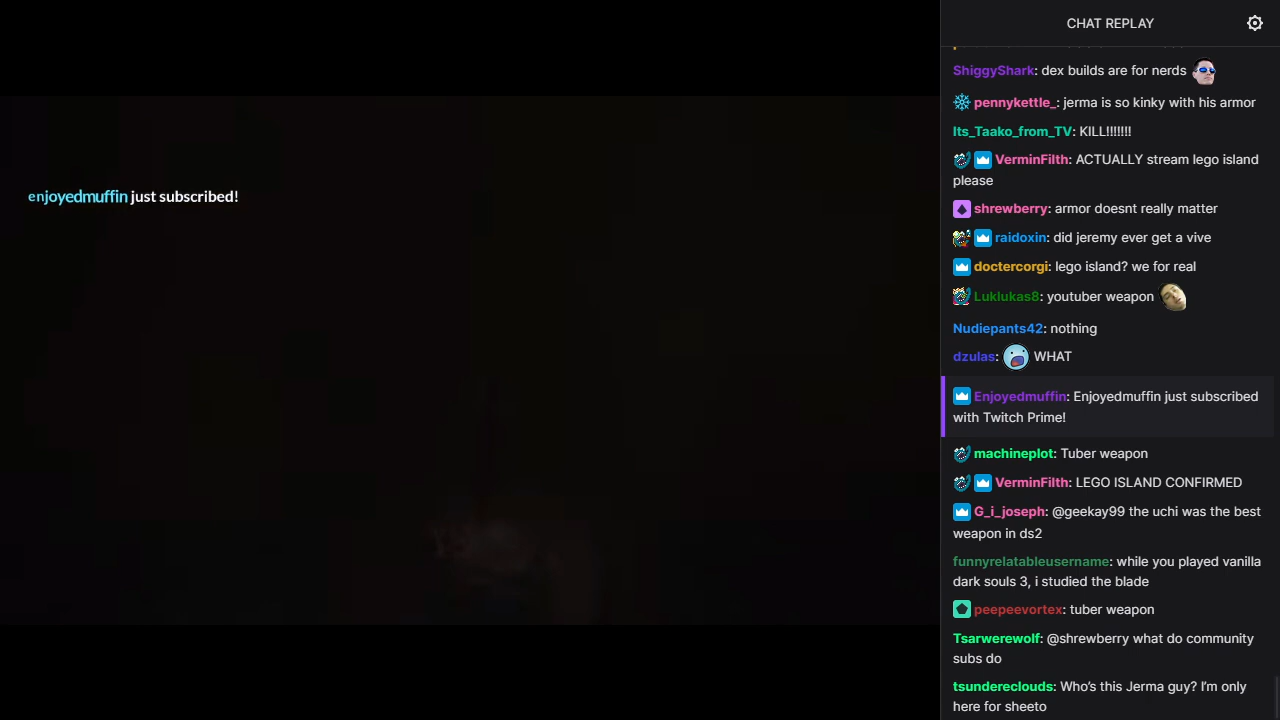 enjoyedmuffin just subscribed!
CHAT REPLAY
ShiggyShark: dex builds are for nerds
pennykettle_: jerma is so kinky with his armor
Its_Taako_from_TV: KILL!!!!!!!
VerminFilth: ACTUALLY stream lego island
please
shrewberry: armor doesnt really matter
raidoxin: did jeremy ever get a vive
doctercorgi: lego island? we for real
Luklukas8: youtuber weapon
Nudiepants42: nothing
dzulas: WHAT
Enjoyedmuffin: Enjoyedmuffin just subscribed
with Twitch Prime!
machineplot: Tuber weapon
VerminFilth: LEGO ISLAND CONFIRMED
G_i_joseph: @geekay99 the uchi was the best
weapon in ds2
funnyrelatableusername: while you played vanilla
dark souls 3, i studied the blade
peepeevortex: tuber weapon
Tsarwerewolf: @shrewberry what do community
subs do
tsundereclouds: Who's this Jerma guy? I'm only
here for sheeto